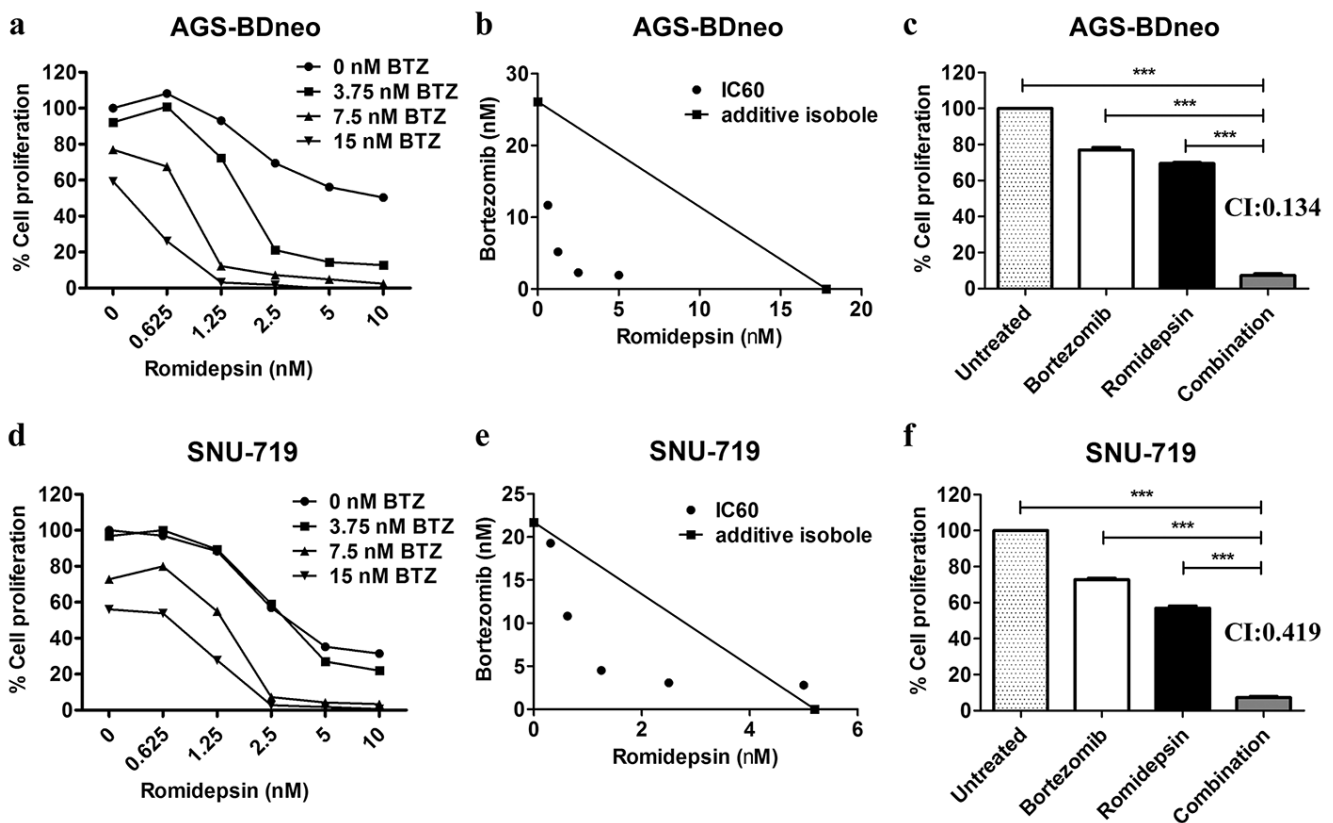 a
AGS-BDneo
% Cell proliferation
120
100
80
60
40
20
0
0 nM BTZ
3.75 nM BTZ
7.5 nM BTZ
15 nM BTZ
0
0.625
1.25
2.5
5
10
Romidepsin (nM)
b
AGS-BDneo
Bortezomib (nM)
30
20
10
0
IC60
additive isobole
0
5
10
15
20
Romidepsin (nM)
c
AGS-BDneo
% Cell proliferation
120
100
80
60
40
20
0
***
***
***
CI:0.134
Untreated
Bortezomib
Romidepsin
Combination
d
SNU-719
% Cell proliferation
120
100
80
60
40
20
0
0 nM BTZ
3.75 nM BTZ
7.5 nM BTZ
15 nM BTZ
0
0.625
1.25
2.5
5
10
Romidepsin (nM)
e
SNU-719
Bortezomib (nM)
25
20
15
10
5
0
IC60
additive isobole
0
2
4
6
Romidepsin (nM)
f
SNU-719
% Cell proliferation
120
100
80
60
40
20
0
***
***
***
CI:0.419
Untreated
Bortezomib
Romidepsin
Combination